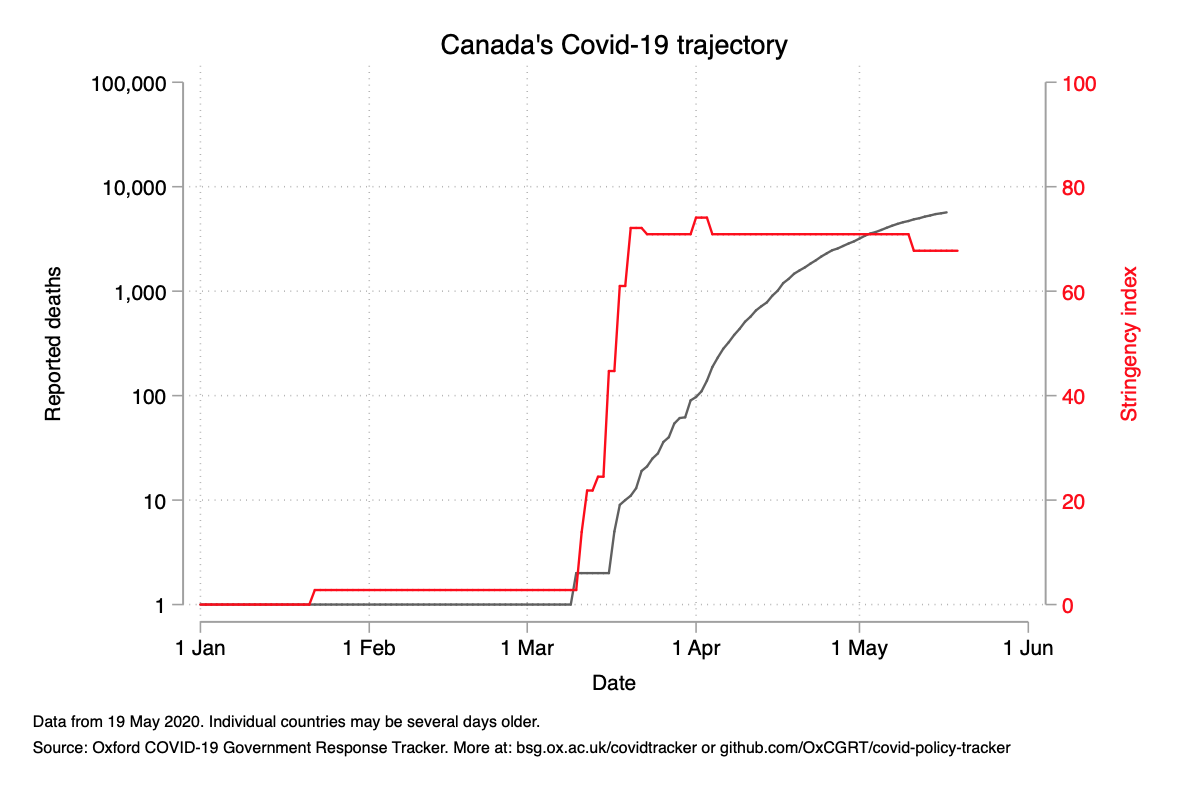 Canada's Covid-19 trajectory
100,000
10,000
1,000
100
10
1
Reported deaths
100
80
60
40
20
0
Stringency index
1 Jan
1 Feb
1 Mar
1 Apr
1 May
1 Jun
Date
Data from 19 May 2020. Individual countries may be several days older.
Source: Oxford COVID-19 Government Response Tracker. More at: bsg.ox.ac.uk/covidtracker or github.com/OxCGRT/covid-policy-tracker